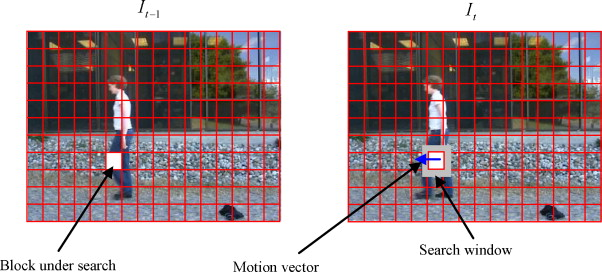 I_{t-1}
I_t
Block under search
Motion vector
Search window